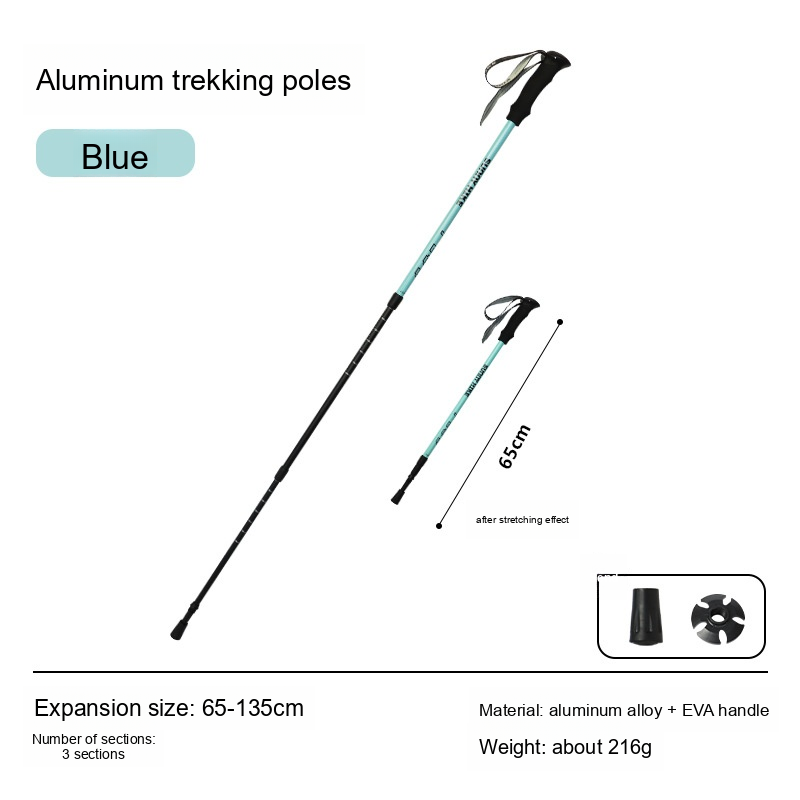 Aluminum trekking poles
Blue
65cm
after stretching effect
Expansion size: 65-135cm
Number of sections:
3 sections
Material: aluminum alloy + EVA handle
Weight: about 216g